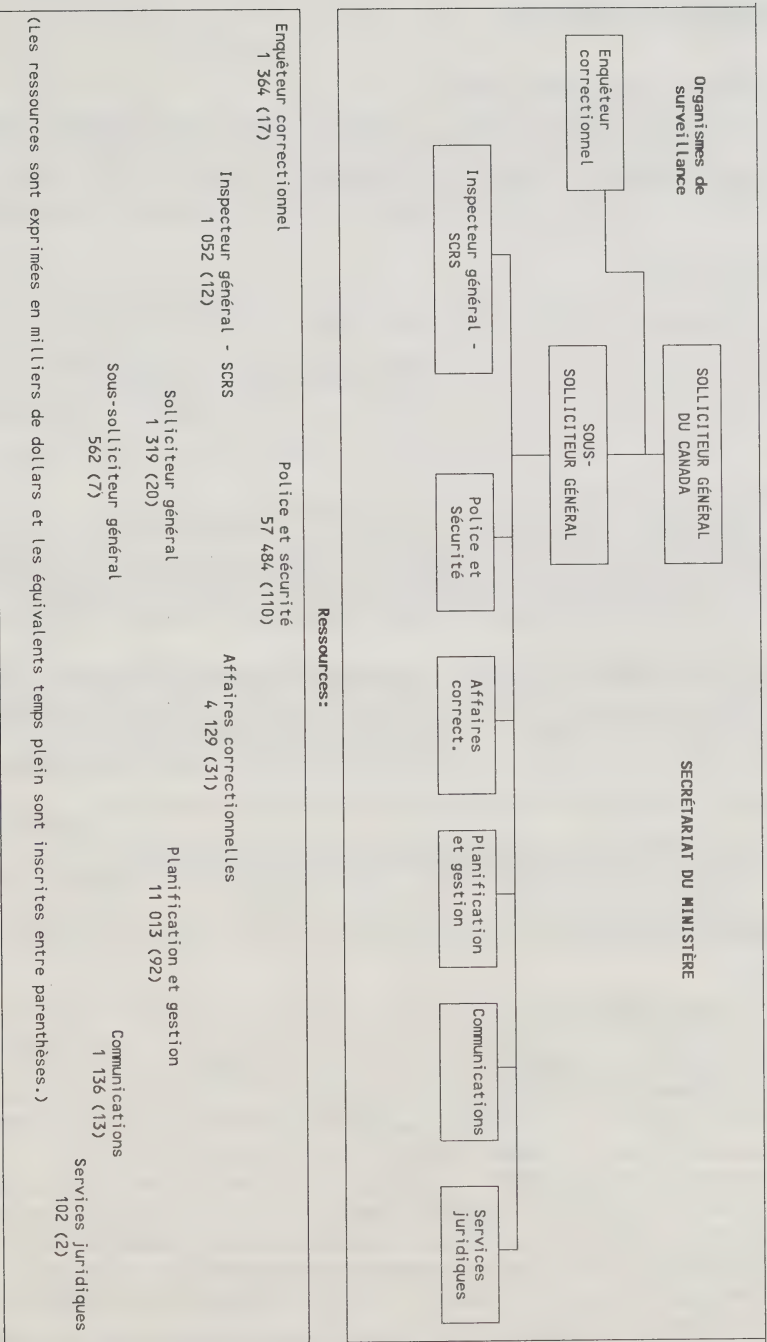 Organismes de
surveillance
SECRÉTARIAT DU MINISTÈRE
SOLLICITEUR GÉNÉRAL
DU CANADA
Enquêteur
correctionnel
SOUS-
SOLLICITEUR GÉNÉRAL
Inspecteur général -
SCRS
Police et
Sécurité
Affaires
correct.
Planification
et gestion
Communications
Services
juridiques
Ressources:
Enquêteur correctionnel
1 364 (17)
Police et sécurité
57 484 (110)
Inspecteur général - SCRS
1 052 (12)
Affaires correctionnelles
4 129 (31)
Solliciteur général
1 319 (20)
Planification et gestion
11 013 (92)
Sous-solliciteur général
562 (7)
Communications
1 136 (13)
Services juridiques
102 (2)
(Les ressources sont exprimées en milliers de dollars et les équivalents temps plein sont inscrites entre parenthèses.)